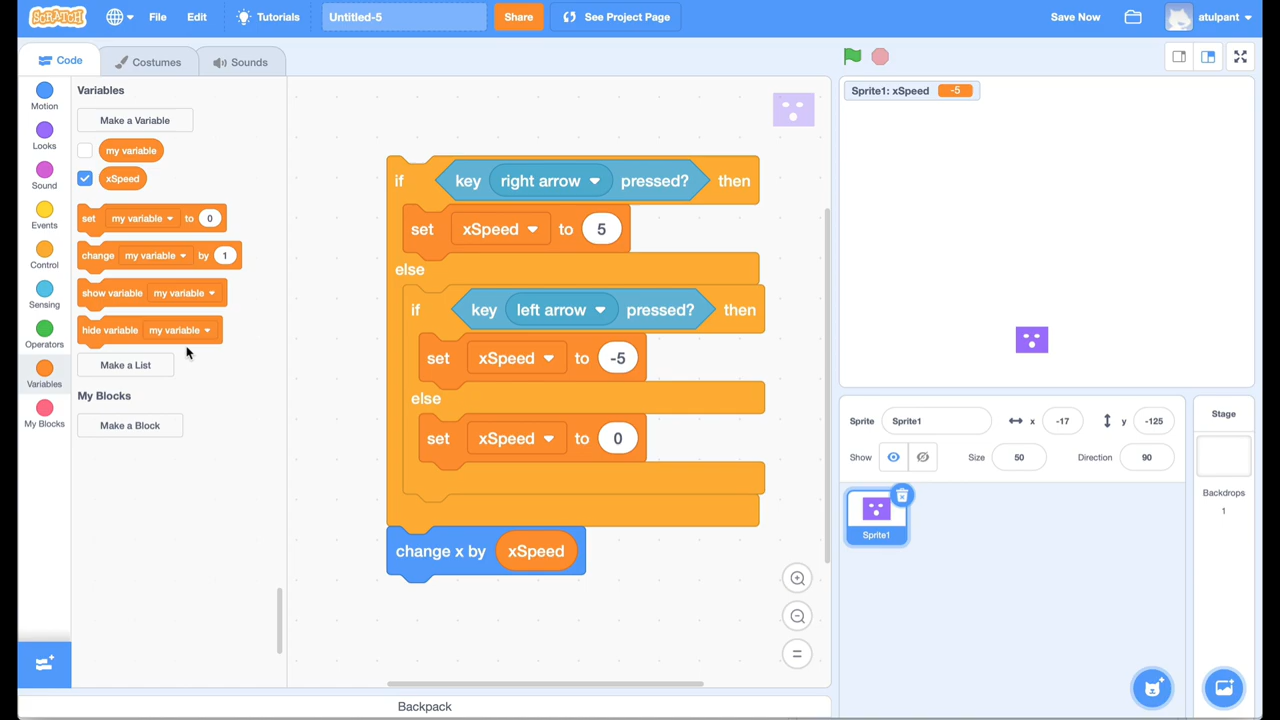 SCRATCH File Edit Tutorials Untitled-5 Share See Project Page Save Now atulpant
Code Costumes Sounds
Motion
Looks
Sound
Events
Control
Sensing
Operators
Variables
My Blocks
Variables
Make a Variable
my variable
xSpeed
set my variable to 0
change my variable by 1
show variable my variable
hide variable my variable
Make a List
My Blocks
Make a Block
if key right arrow pressed? then
set xSpeed to 5
else
if key left arrow pressed? then
set xSpeed to -5
else
set xSpeed to 0
change x by xSpeed
Backpack
Sprite1: xSpeed -5
Sprite Sprite1 x -17 y -125
Show Size 50 Direction 90
Sprite1
Stage
Backdrops
1